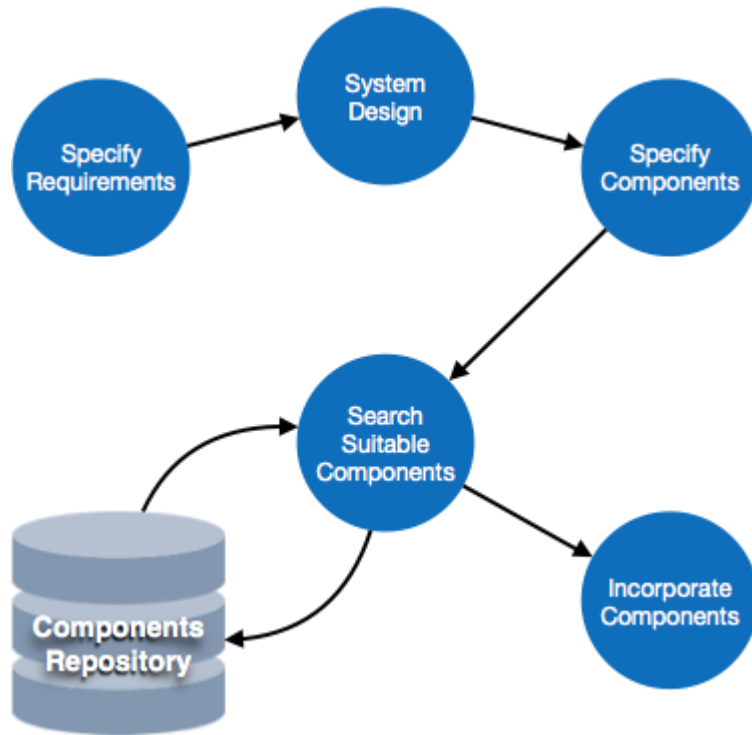 System
Design
Specify
Requirements
Specify
Components
Search
Suitable
Components
Components
Repository
Incorporate
Components